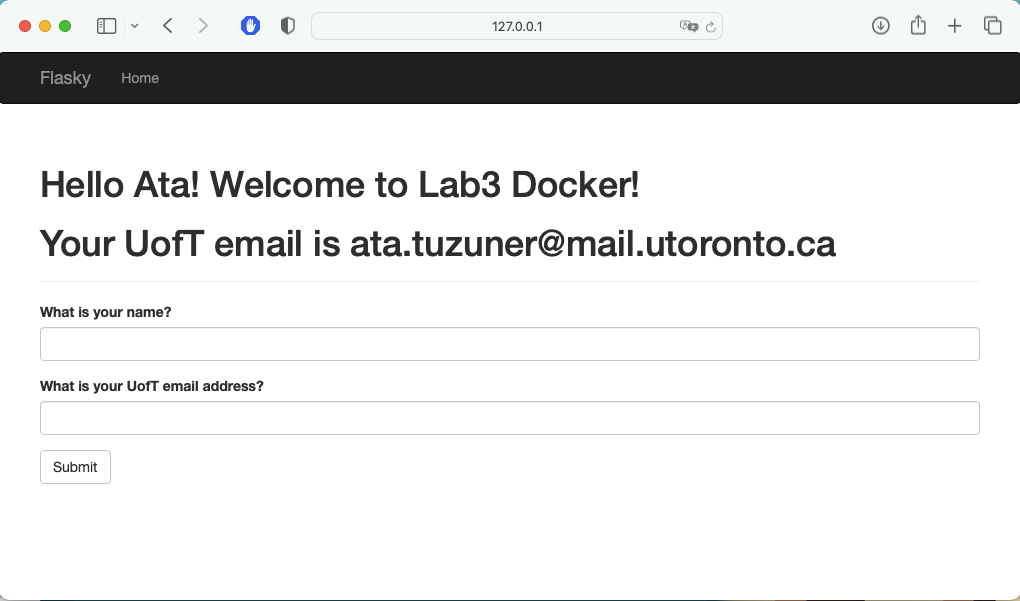 127.0.0.1
Flasky Home
Hello Ata! Welcome to Lab3 Docker!
Your UofT email is ata.tuzuner@mail.utoronto.ca
What is your name?
What is your UofT email address?
Submit